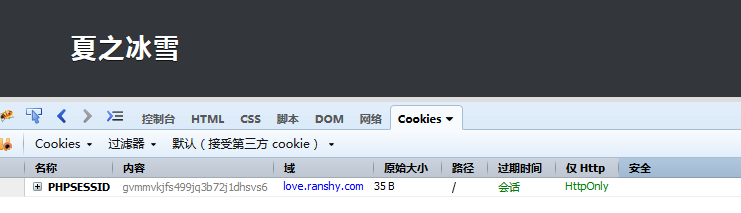 夏之冰雪
控制台 HTML CSS 脚本 DOM 网络 Cookies
Cookies 过滤器 默认（接受第三方 cookie）
名称 内容 域 原始大小 路径 过期时间 仅 Http 安全
PHPSESSID gvmmvkjfs499jq3b72j1dhsvs6 love.ranshy.com 35 B / 会话 HttpOnly